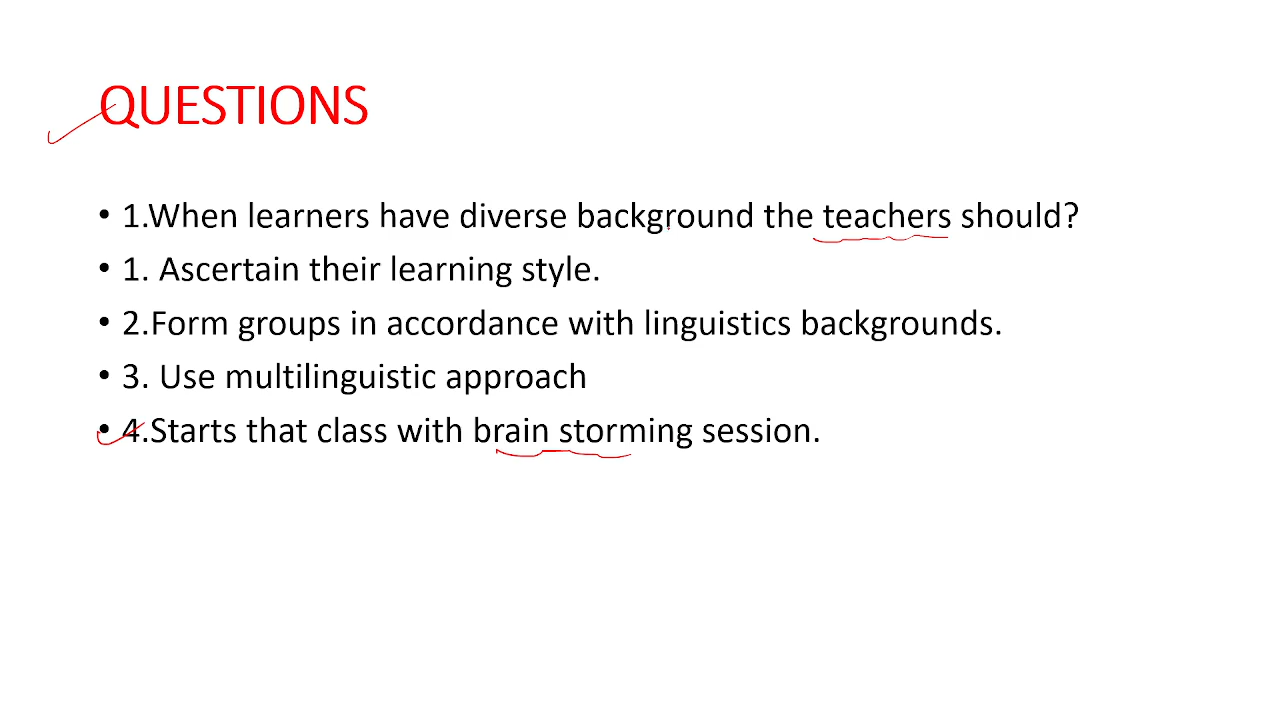 QUESTIONS
• 1.When learners have diverse background the teachers should?
• 1. Ascertain their learning style.
• 2.Form groups in accordance with linguistics backgrounds.
• 3. Use multilinguistic approach
• 4.Starts that class with brain storming session.